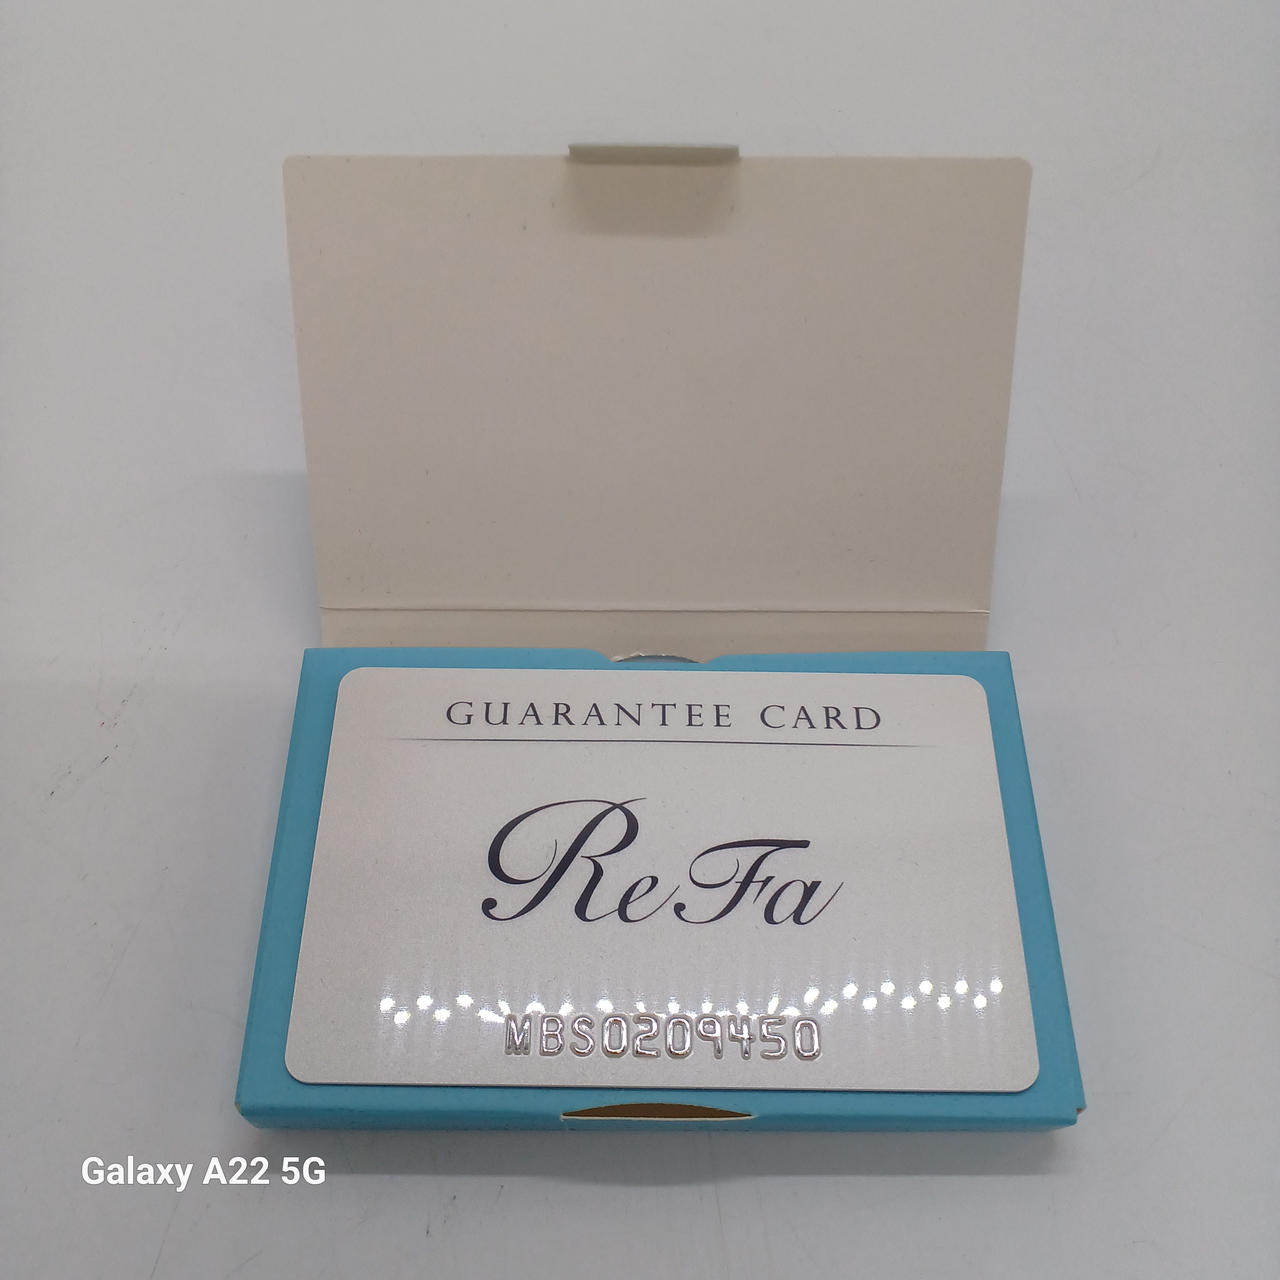 GUARANTEE CARD
ReFa
MBS0209450
Galaxy A22 5G